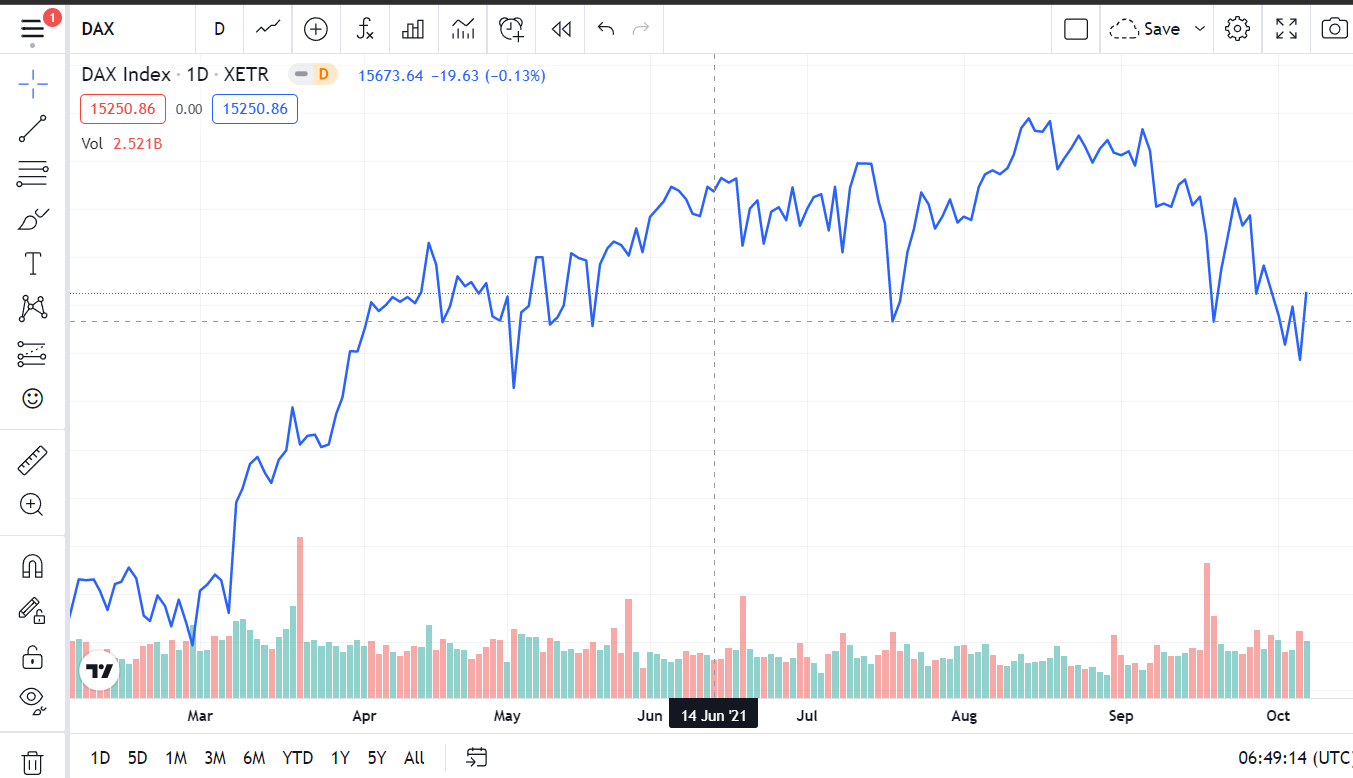 1
DAX D Save
DAX Index · 1D · XETR D 15673.64 −19.63 (−0.13%)
15250.86 0.00 15250.86
Vol 2.521B
T
Mar Apr May Jun 14 Jun '21 Jul Aug Sep Oct
1D 5D 1M 3M 6M YTD 1Y 5Y All 06:49:14 (UTC)